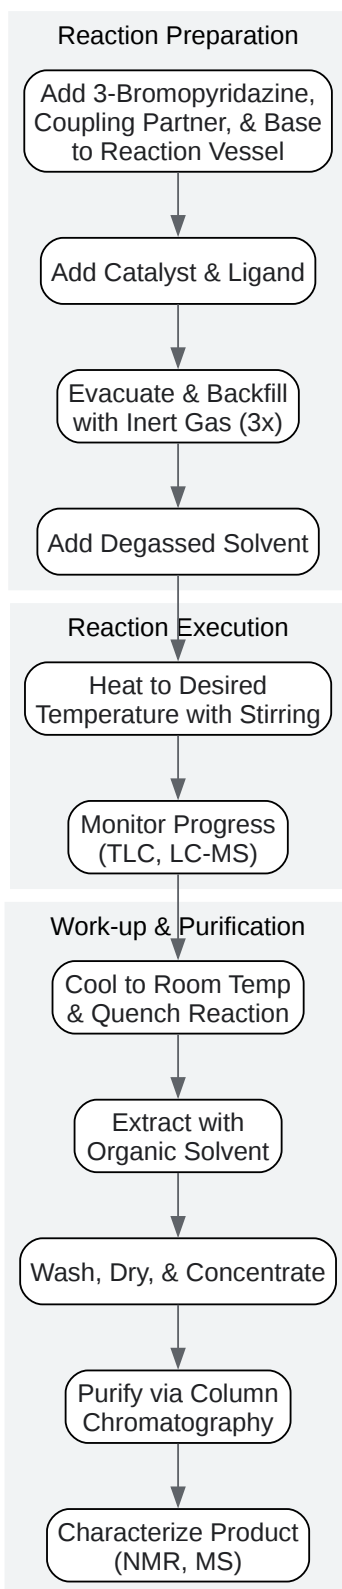 Reaction Preparation
Add 3-Bromopyridazine,
Coupling Partner, & Base
to Reaction Vessel
Add Catalyst & Ligand
Evacuate & Backfill
with Inert Gas (3x)
Add Degassed Solvent
Reaction Execution
Heat to Desired
Temperature with Stirring
Monitor Progress
(TLC, LC-MS)
Work-up & Purification
Cool to Room Temp
& Quench Reaction
Extract with
Organic Solvent
Wash, Dry, & Concentrate
Purify via Column
Chromatography
Characterize Product
(NMR, MS)